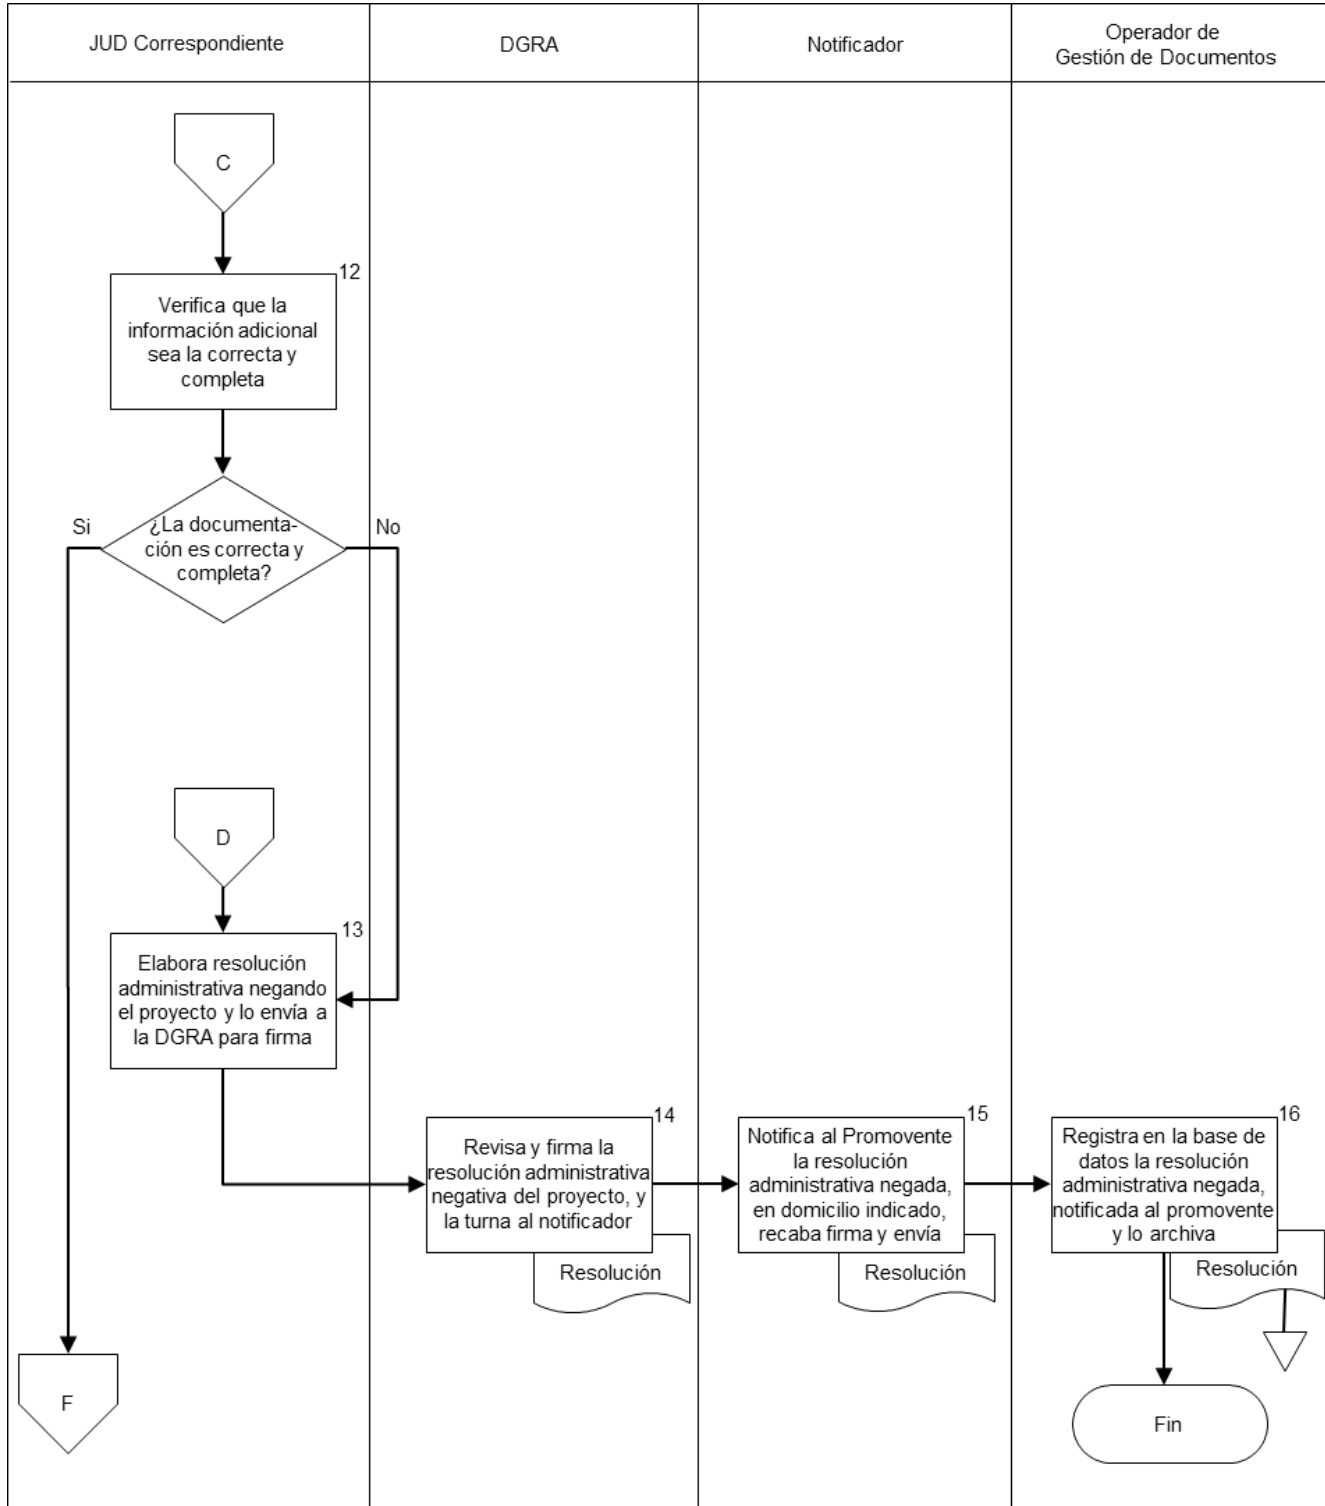 JUD Correspondiente
DGRA
Notificador
Operador de
Gestión de Documentos
C
12
Verifica que la
información adicional
sea la correcta y
completa
Si
¿La documenta-
ción es correcta y
completa?
No
D
13
Elabora resolución
administrativa negando
el proyecto y lo envía a
la DGRA para firma
14
Revisa y firma la
resolución administrativa
negativa del proyecto, y
la turna al notificador
Resolución
15
Notifica al Promovente
la resolución
administrativa negada,
en domicilio indicado,
recaba firma y envía
Resolución
16
Registra en la base de
datos la resolución
administrativa negada,
notificada al promovente
y lo archiva
Resolución
F
Fin